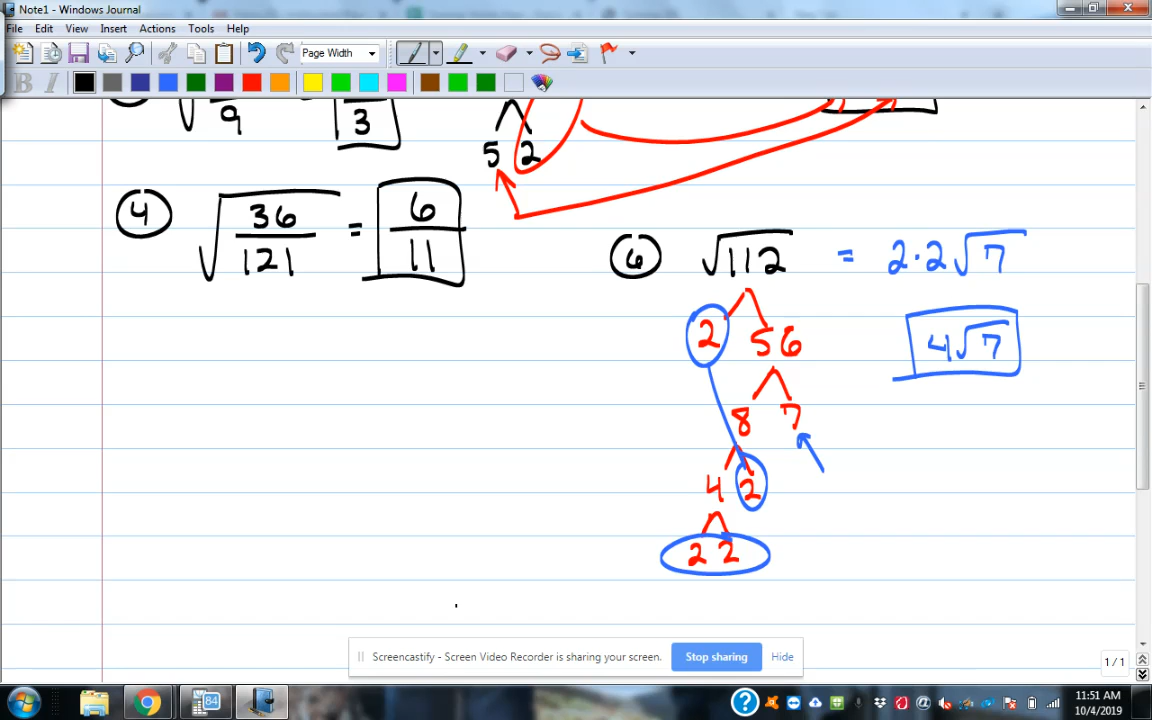 Note1 - Windows Journal
File Edit View Insert Actions Tools Help
Page Width
B I
√ 9 = 3
5 2
④ √36/121 = 6/11
⑥ √112 = 2·2√7
2 56
4√7
8 7
4 2
2 2
Screencastify - Screen Video Recorder is sharing your screen. Stop sharing Hide
1 / 1
84
11:51 AM
10/4/2019